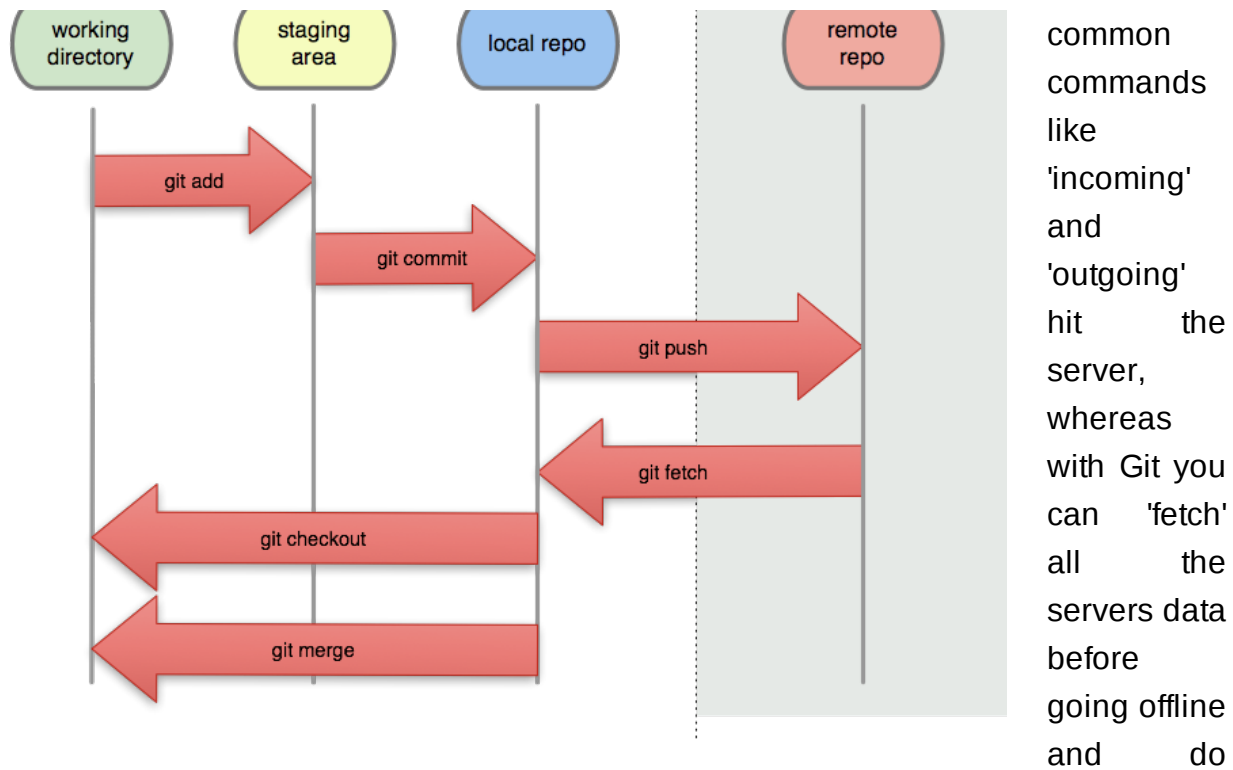 working
directory
staging
area
local repo
remote
repo
git add
git commit
git push
git fetch
git checkout
git merge
common
commands
like
'incoming'
and
'outgoing'
hit the
server,
whereas
with Git you
can 'fetch'
all the
servers data
before
going offline
and do